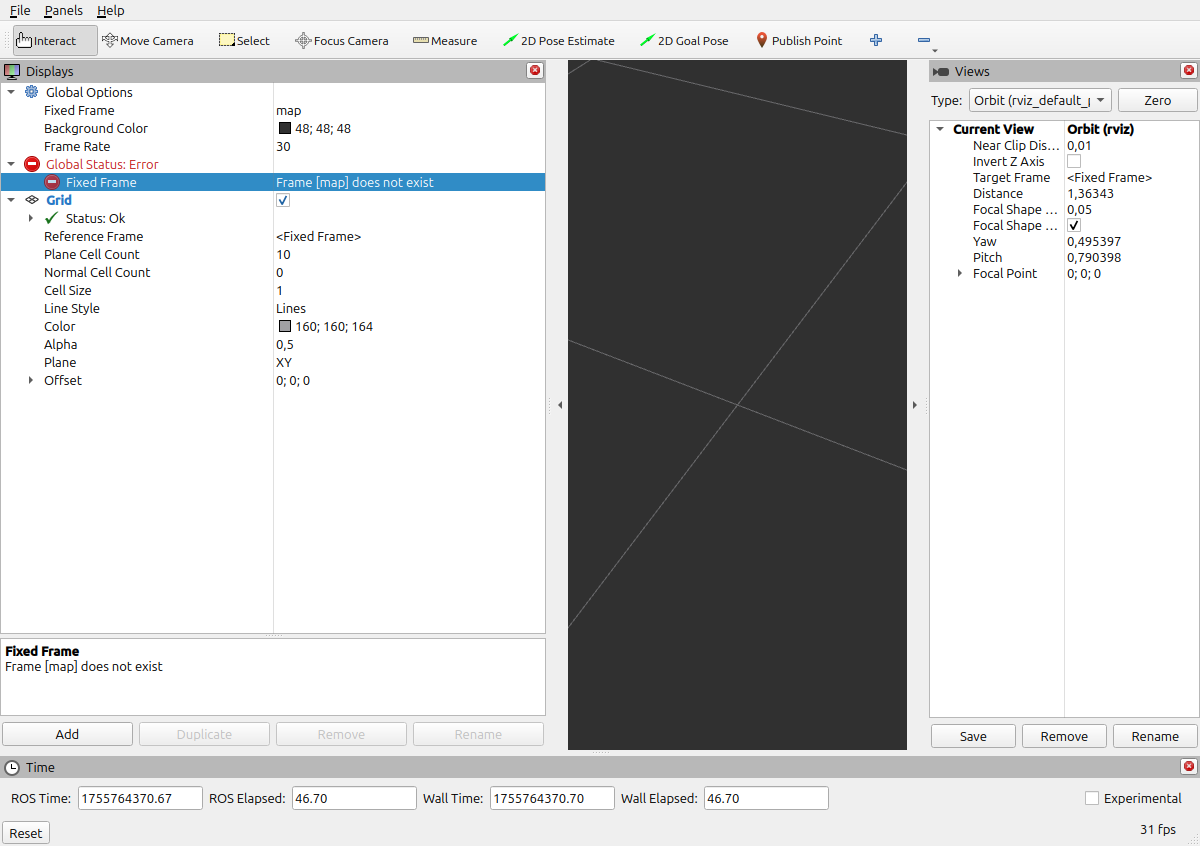 File Panels Help
Interact Move Camera Select Focus Camera Measure 2D Pose Estimate 2D Goal Pose Publish Point
Displays
Global Options
Fixed Frame map
Background Color 48; 48; 48
Frame Rate 30
Global Status: Error
Fixed Frame Frame [map] does not exist
Grid
Status: Ok
Reference Frame <Fixed Frame>
Plane Cell Count 10
Normal Cell Count 0
Cell Size 1
Line Style Lines
Color 160; 160; 164
Alpha 0,5
Plane XY
Offset 0; 0; 0
Fixed Frame
Frame [map] does not exist
Add Duplicate Remove Rename
Views
Type: Orbit (rviz_default_ Zero
Current View Orbit (rviz)
Near Clip Dis... 0,01
Invert Z Axis
Target Frame <Fixed Frame>
Distance 1,36343
Focal Shape ... 0,05
Focal Shape ...
Yaw 0,495397
Pitch 0,790398
Focal Point 0; 0; 0
Save Remove Rename
Time
ROS Time: 1755764370.67 ROS Elapsed: 46.70 Wall Time: 1755764370.70 Wall Elapsed: 46.70 Experimental
Reset 31 fps